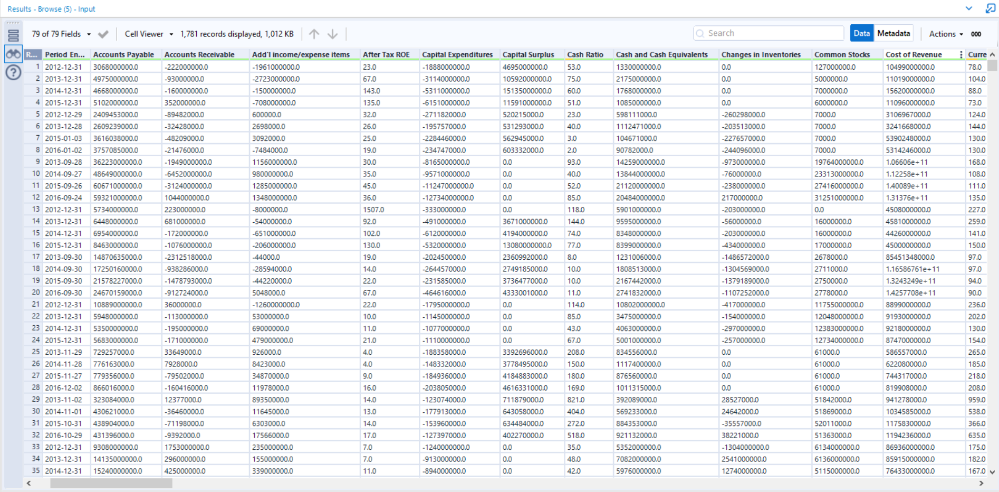 Results - Browse (5) - Input
79 of 79 Fields Cell Viewer 1,781 records displayed, 1,012 KB Search Data Metadata Actions 000
R... Period En... Accounts Payable Accounts Receivable Add'l income/expense items After Tax ROE Capital Expenditures Capital Surplus Cash Ratio Cash and Cash Equivalents Changes in Inventories Common Stocks Cost of Revenue Curre
1 2012-12-31 3068000000.0 -222000000.0 -1961000000.0 23.0 -1888000000.0 4695000000.0 53.0 1330000000.0 0.0 127000000.0 10499000000.0 78.0
2 2013-12-31 4975000000.0 -93000000.0 -2723000000.0 67.0 -3114000000.0 10592000000.0 75.0 2175000000.0 0.0 5000000.0 11019000000.0 104.0
3 2014-12-31 4668000000.0 -160000000.0 -150000000.0 143.0 -5311000000.0 15135000000.0 60.0 1768000000.0 0.0 7000000.0 15620000000.0 88.0
4 2015-12-31 5102000000.0 352000000.0 -708000000.0 135.0 -6151000000.0 11591000000.0 51.0 1085000000.0 0.0 6000000.0 11096000000.0 73.0
5 2012-12-29 2409453000.0 -89482000.0 600000.0 32.0 -271182000.0 520215000.0 23.0 598111000.0 -260298000.0 7000.0 3106967000.0 124.0
6 2013-12-28 2609239000.0 -32428000.0 2698000.0 26.0 -195757000.0 531293000.0 40.0 1112471000.0 -203513000.0 7000.0 3241668000.0 144.0
7 2015-01-03 3616038000.0 -48209000.0 3092000.0 25.0 -228446000.0 562945000.0 3.0 104671000.0 -227657000.0 7000.0 5390248000.0 130.0
8 2016-01-02 3757085000.0 -21476000.0 -7484000.0 19.0 -234747000.0 603332000.0 2.0 90782000.0 -244096000.0 7000.0 5314246000.0 130.0
9 2013-09-28 36223000000.0 -1949000000.0 1156000000.0 30.0 -8165000000.0 0.0 93.0 14259000000.0 -973000000.0 19764000000.0 1.06606e+11 168.0
10 2014-09-27 48649000000.0 -6452000000.0 980000000.0 35.0 -9571000000.0 0.0 40.0 13844000000.0 -76000000.0 23313000000.0 1.12258e+11 108.0
11 2015-09-26 60671000000.0 -3124000000.0 1285000000.0 45.0 -11247000000.0 0.0 52.0 21120000000.0 -238000000.0 27416000000.0 1.40089e+11 111.0
12 2016-09-24 59321000000.0 1044000000.0 1348000000.0 36.0 -12734000000.0 0.0 85.0 20484000000.0 217000000.0 31251000000.0 1.31376e+11 135.0
13 2012-12-31 5734000000.0 223000000.0 -8000000.0 1507.0 -333000000.0 0.0 118.0 5901000000.0 -203000000.0 0.0 4508000000.0 227.0
14 2013-12-31 6448000000.0 681000000.0 -54000000.0 92.0 -491000000.0 3671000000.0 144.0 9595000000.0 -56000000.0 16000000.0 4581000000.0 259.0
15 2014-12-31 6954000000.0 -172000000.0 -651000000.0 102.0 -612000000.0 4194000000.0 74.0 8348000000.0 -203000000.0 16000000.0 4426000000.0 141.0
16 2015-12-31 8463000000.0 -1076000000.0 -206000000.0 130.0 -532000000.0 13080000000.0 77.0 8399000000.0 -434000000.0 17000000.0 4500000000.0 150.0
17 2013-09-30 14870635000.0 -2312518000.0 -44000.0 19.0 -202450000.0 2360992000.0 8.0 1231006000.0 -1486572000.0 2678000.0 85451348000.0 97.0
18 2014-09-30 17250160000.0 -938286000.0 -28594000.0 14.0 -264457000.0 2749185000.0 10.0 1808513000.0 -1304569000.0 2711000.0 1.16586761e+11 97.0
19 2015-09-30 21578227000.0 -1478793000.0 -44220000.0 22.0 -231585000.0 3736477000.0 10.0 2167442000.0 -1379189000.0 2750000.0 1.3243249e+11 94.0
20 2016-09-30 24670159000.0 -912724000.0 5048000.0 67.0 -464616000.0 4333001000.0 11.0 2741832000.0 -1107252000.0 2778000.0 1.4257708e+11 90.0
21 2012-12-31 10889000000.0 36000000.0 -1260000000.0 22.0 -1795000000.0 0.0 114.0 10802000000.0 -417000000.0 11755000000.0 8899000000.0 236.0
22 2013-12-31 5948000000.0 -113000000.0 53000000.0 10.0 -1145000000.0 0.0 85.0 3475000000.0 -154000000.0 12048000000.0 9193000000.0 202.0
23 2014-12-31 5350000000.0 -195000000.0 69000000.0 11.0 -1077000000.0 0.0 43.0 4063000000.0 -297000000.0 12383000000.0 9218000000.0 130.0
24 2015-12-31 5683000000.0 -171000000.0 479000000.0 21.0 -1110000000.0 0.0 67.0 5001000000.0 -257000000.0 12734000000.0 8747000000.0 154.0
25 2013-11-29 729257000.0 33649000.0 926000.0 4.0 -188358000.0 3392696000.0 208.0 834556000.0 0.0 61000.0 586557000.0 265.0
26 2014-11-28 776163000.0 7928000.0 8423000.0 4.0 -148332000.0 3778495000.0 150.0 1117400000.0 0.0 61000.0 622080000.0 185.0
27 2015-11-27 779356000.0 -79502000.0 34870000.0 9.0 -184936000.0 4184883000.0 180.0 876560000.0 0.0 61000.0 744317000.0 218.0
28 2016-12-02 866016000.0 -160416000.0 11978000.0 16.0 -203805000.0 4616331000.0 169.0 1011315000.0 0.0 61000.0 819908000.0 208.0
29 2013-11-02 323084000.0 12377000.0 89350000.0 14.0 -123074000.0 711879000.0 821.0 392089000.0 28527000.0 51842000.0 941278000.0 959.0
30 2014-11-01 430621000.0 -36460000.0 11645000.0 13.0 -177913000.0 643058000.0 404.0 569233000.0 24642000.0 51869000.0 1034585000.0 538.0
31 2015-10-31 438904000.0 -71198000.0 6303000.0 14.0 -153960000.0 634484000.0 272.0 884353000.0 -35557000.0 52011000.0 1175830000.0 366.0
32 2016-10-29 431396000.0 -9392000.0 17566000.0 17.0 -127397000.0 402270000.0 518.0 921132000.0 38221000.0 51363000.0 1194236000.0 635.0
33 2012-12-31 9308000000.0 1753000000.0 235000000.0 7.0 -1240000000.0 0.0 35.0 5352000000.0 -1304000000.0 6134000000.0 86936000000.0 175.0
34 2013-12-31 14135000000.0 296000000.0 155000000.0 7.0 -913000000.0 0.0 48.0 7082000000.0 2541000000.0 6136000000.0 85915000000.0 182.0
35 2014-12-31 15240000000.0 425000000.0 339000000.0 11.0 -894000000.0 0.0 42.0 5976000000.0 1274000000.0 5115000000.0 76433000000.0 167.0